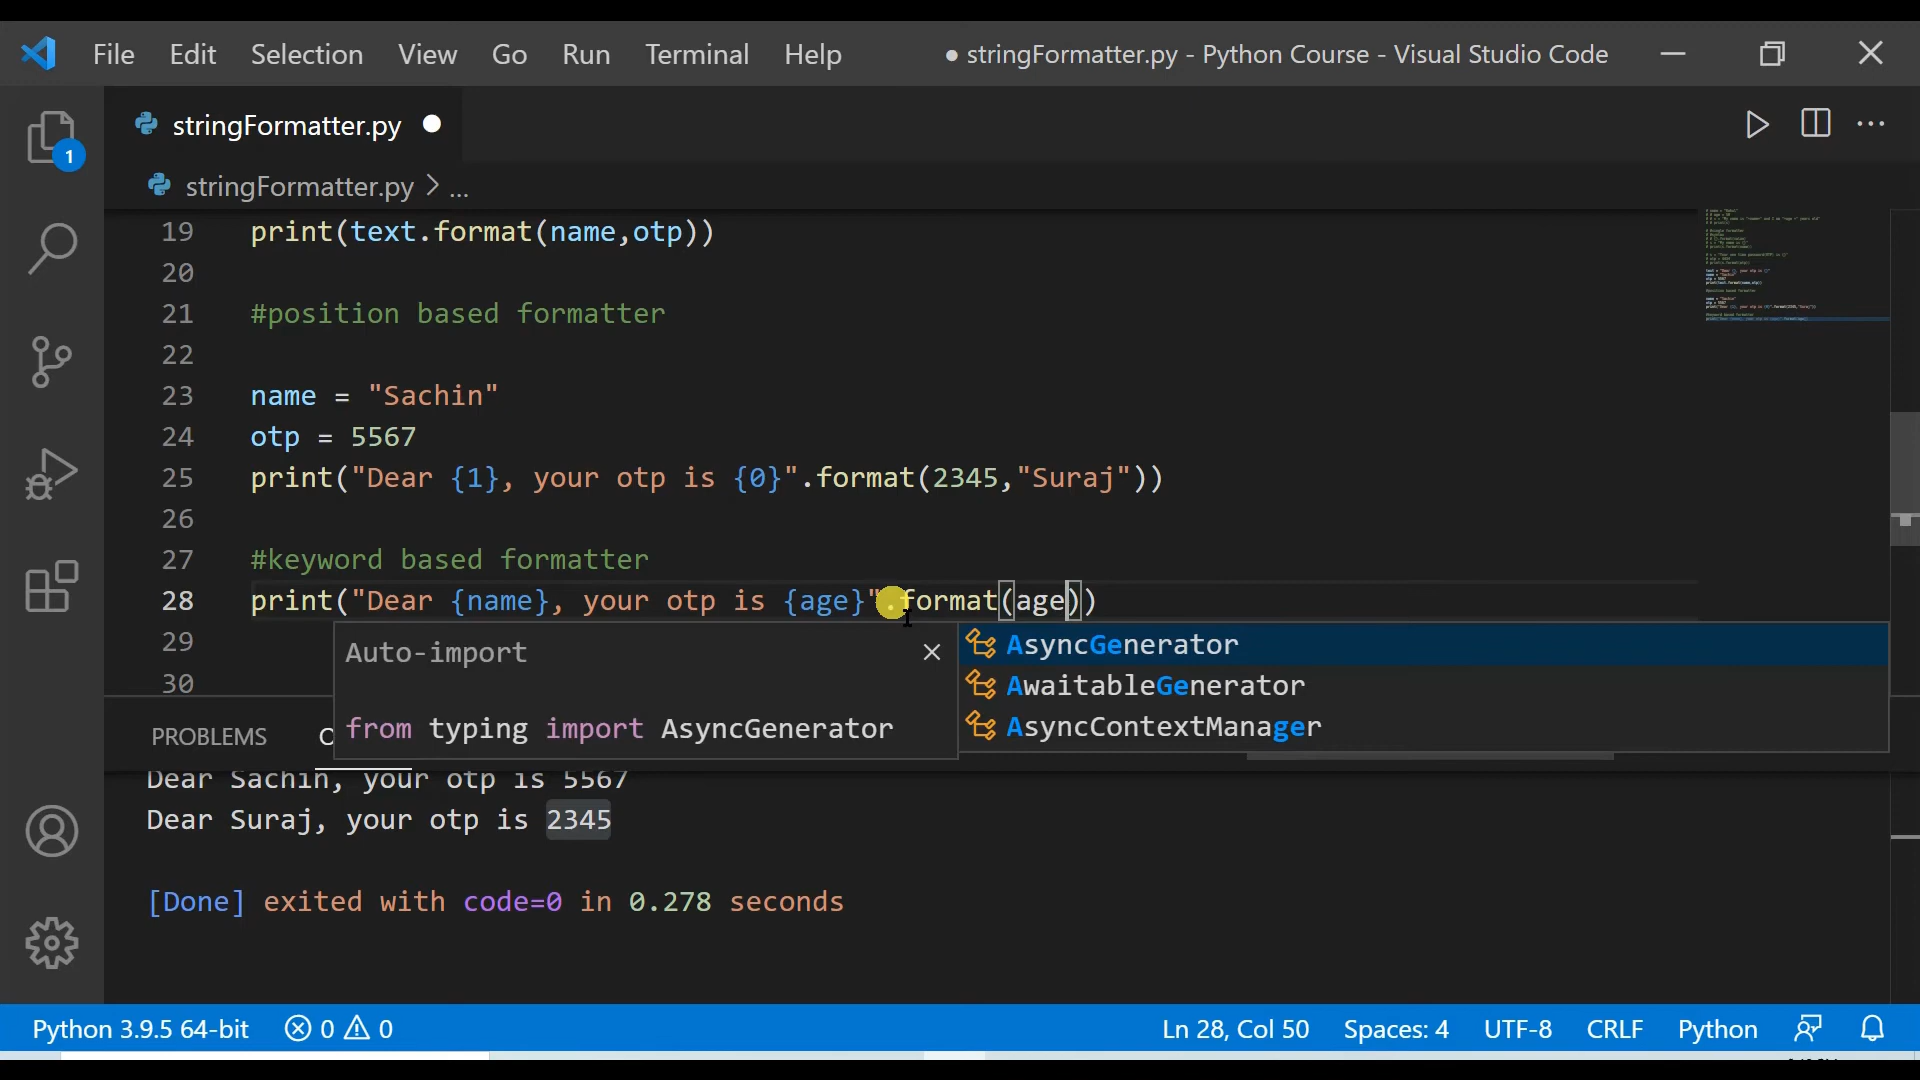 File Edit Selection View Go Run Terminal Help ● stringFormatter.py - Python Course - Visual Studio Code
stringFormatter.py ●
1
stringFormatter.py > ...
19 print(text.format(name,otp))
20
21 #position based formatter
22
23 name = "Sachin"
24 otp = 5567
25 print("Dear {1}, your otp is {0}".format(2345,"Suraj"))
26
27 #keyword based formatter
28 print("Dear {name}, your otp is {age}".format(age))
29
30
Auto-import
from typing import AsyncGenerator
AsyncGenerator
AwaitableGenerator
AsyncContextManager
PROBLEMS
Dear Sachin, your otp is 5567
Dear Suraj, your otp is 2345
[Done] exited with code=0 in 0.278 seconds
Python 3.9.5 64-bit 0 0 Ln 28, Col 50 Spaces: 4 UTF-8 CRLF Python